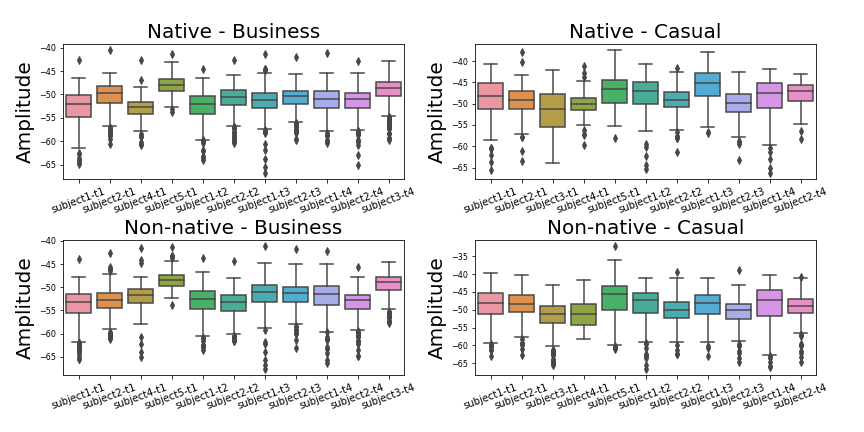 Native - Business
Amplitude
−40
−45
−50
−55
−60
−65
subject1-t1 subject2-t1 subject4-t1 subject5-t1 subject1-t2 subject2-t2 subject1-t3 subject2-t3 subject1-t4 subject2-t4 subject3-t4
Native - Casual
Amplitude
−40
−45
−50
−55
−60
−65
subject1-t1 subject2-t1 subject3-t1 subject4-t1 subject5-t1 subject1-t2 subject2-t2 subject1-t3 subject2-t3 subject1-t4 subject2-t4
Non-native - Business
Amplitude
−40
−45
−50
−55
−60
−65
subject1-t1 subject2-t1 subject4-t1 subject5-t1 subject1-t2 subject2-t2 subject1-t3 subject2-t3 subject1-t4 subject2-t4 subject3-t4
Non-native - Casual
Amplitude
−35
−40
−45
−50
−55
−60
−65
subject1-t1 subject2-t1 subject3-t1 subject4-t1 subject5-t1 subject1-t2 subject2-t2 subject1-t3 subject2-t3 subject1-t4 subject2-t4